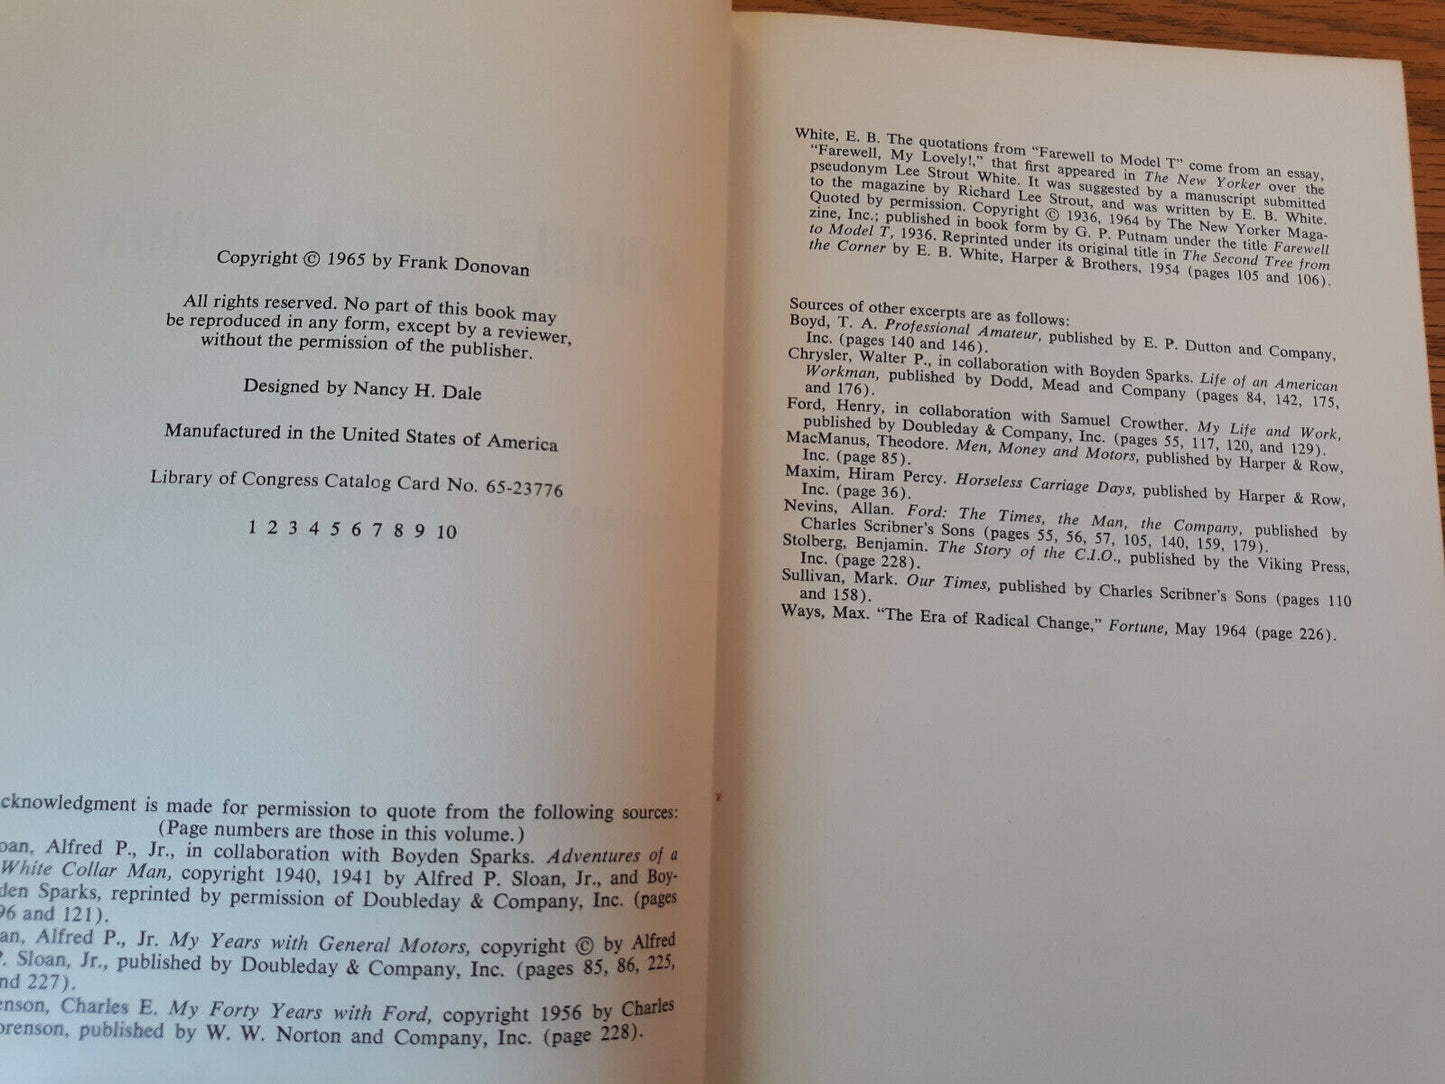 Copyright © 1965 by Frank Donovan
All rights reserved. No part of this book may
be reproduced in any form, except by a reviewer,
without the permission of the publisher.
Designed by Nancy H. Dale
Manufactured in the United States of America
Library of Congress Catalog Card No. 65-23776
1 2 3 4 5 6 7 8 9 10
cknowledgment is made for permission to quote from the following sources:
(Page numbers are those in this volume.)
oan, Alfred P., Jr., in collaboration with Boyden Sparks. Adventures of a
White Collar Man, copyright 1940, 1941 by Alfred P. Sloan, Jr., and Boy-
den Sparks, reprinted by permission of Doubleday & Company, Inc. (pages
96 and 121).
an, Alfred P., Jr. My Years with General Motors, copyright © by Alfred
P. Sloan, Jr., published by Doubleday & Company, Inc. (pages 85, 86, 225,
nd 227).
enson, Charles E. My Forty Years with Ford, copyright 1956 by Charles
orenson, published by W. W. Norton and Company, Inc. (page 228).
White, E. B. The quotations from "Farewell to Model T" come from an essay,
"Farewell, My Lovely!," that first appeared in The New Yorker over the
pseudonym Lee Strout White. It was suggested by a manuscript submitted
to the magazine by Richard Lee Strout, and was written by E. B. White.
Quoted by permission. Copyright © 1936, 1964 by The New Yorker Maga-
zine, Inc.; published in book form by G. P. Putnam under the title Farewell
to Model T, 1936. Reprinted under its original title in The Second Tree from
the Corner by E. B. White, Harper & Brothers, 1954 (pages 105 and 106).
Sources of other excerpts are as follows:
Boyd, T. A. Professional Amateur, published by E. P. Dutton and Company,
Inc. (pages 140 and 146).
Chrysler, Walter P., in collaboration with Boyden Sparks. Life of an American
Workman, published by Dodd, Mead and Company (pages 84, 142, 175,
and 176).
Ford, Henry, in collaboration with Samuel Crowther. My Life and Work,
published by Doubleday & Company, Inc. (pages 55, 117, 120, and 129).
MacManus, Theodore. Men, Money and Motors, published by Harper & Row,
Inc. (page 85).
Maxim, Hiram Percy. Horseless Carriage Days, published by Harper & Row,
Inc. (page 36).
Nevins, Allan. Ford: The Times, the Man, the Company, published by
Charles Scribner's Sons (pages 55, 56, 57, 105, 140, 159, 179).
Stolberg, Benjamin. The Story of the C.I.O., published by the Viking Press,
Inc. (page 228).
Sullivan, Mark. Our Times, published by Charles Scribner's Sons (pages 110
and 158).
Ways, Max. "The Era of Radical Change," Fortune, May 1964 (page 226).